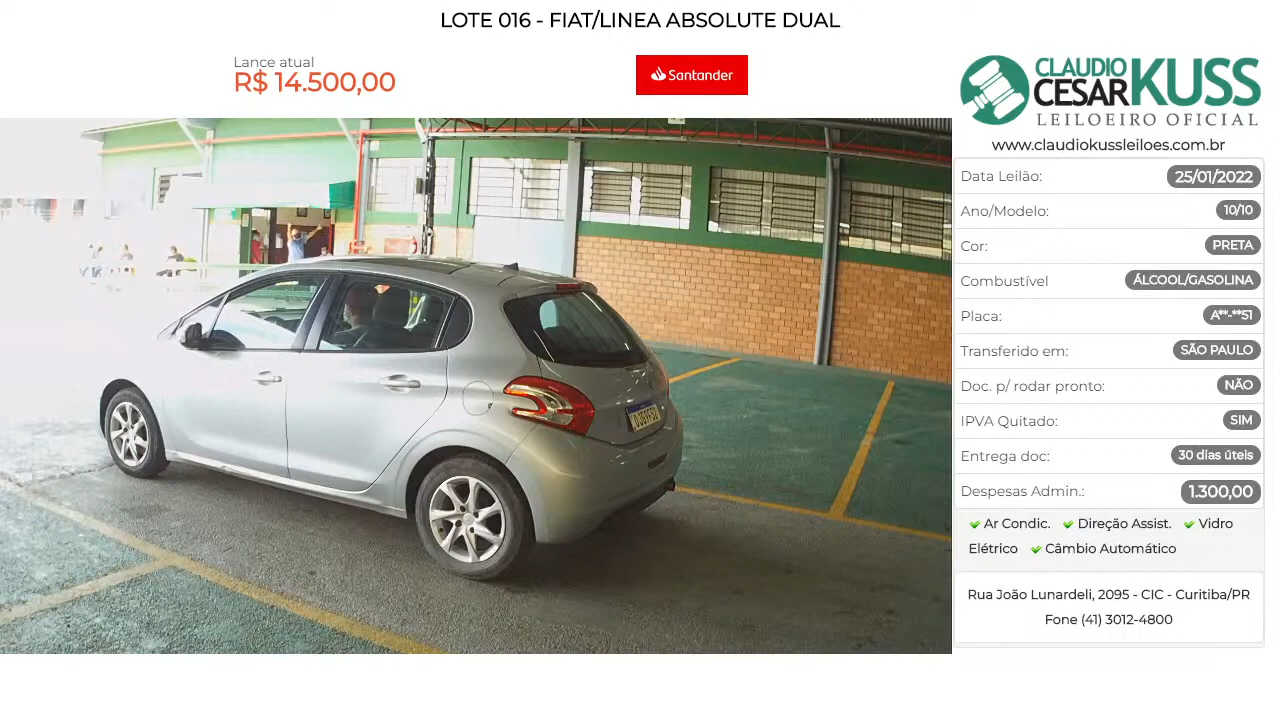 LOTE 016 - FIAT/LINEA ABSOLUTE DUAL
Lance atual
R$ 14.500,00
Santander
CLAUDIO
CESAR KUSS
LEILOEIRO OFICIAL
www.claudiokussleiloes.com.br
Data Leilão: 25/01/2022
Ano/Modelo: 10/10
Cor: PRETA
Combustível ÁLCOOL/GASOLINA
Placa: A**-**51
Transferido em: SÃO PAULO
Doc. p/ rodar pronto: NÃO
IPVA Quitado: SIM
Entrega doc: 30 dias úteis
Despesas Admin.: 1.300,00
Ar Condic. Direção Assist. Vidro
Elétrico Câmbio Automático
Rua João Lunardeli, 2095 - CIC - Curitiba/PR
Fone (41) 3012-4800